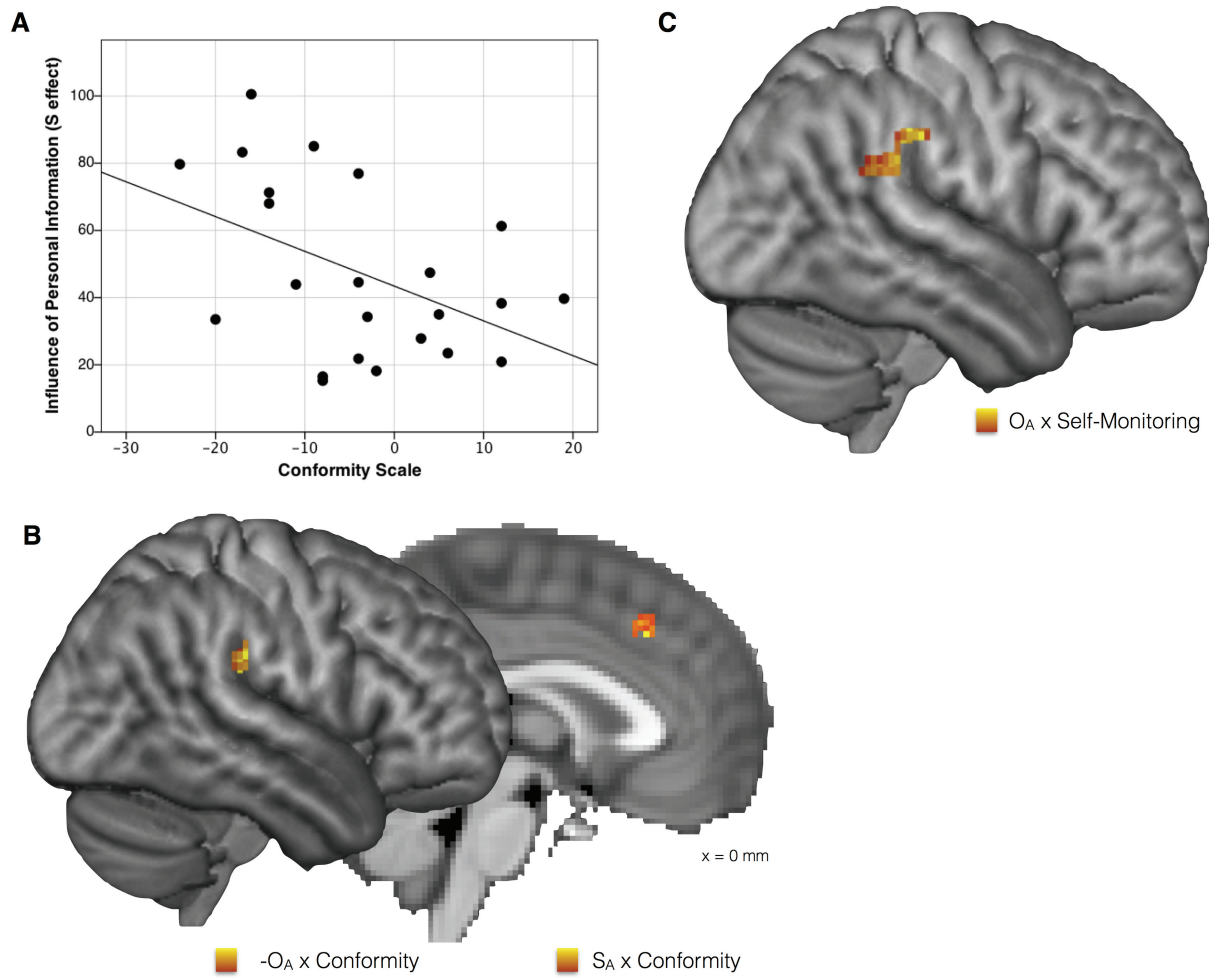 A
Influence of Personal Information (S effect)
100
80
60
40
20
0
−30
−20
−10
0
10
20
Conformity Scale
C
OA x Self-Monitoring
B
x = 0 mm
-OA x Conformity
SA x Conformity